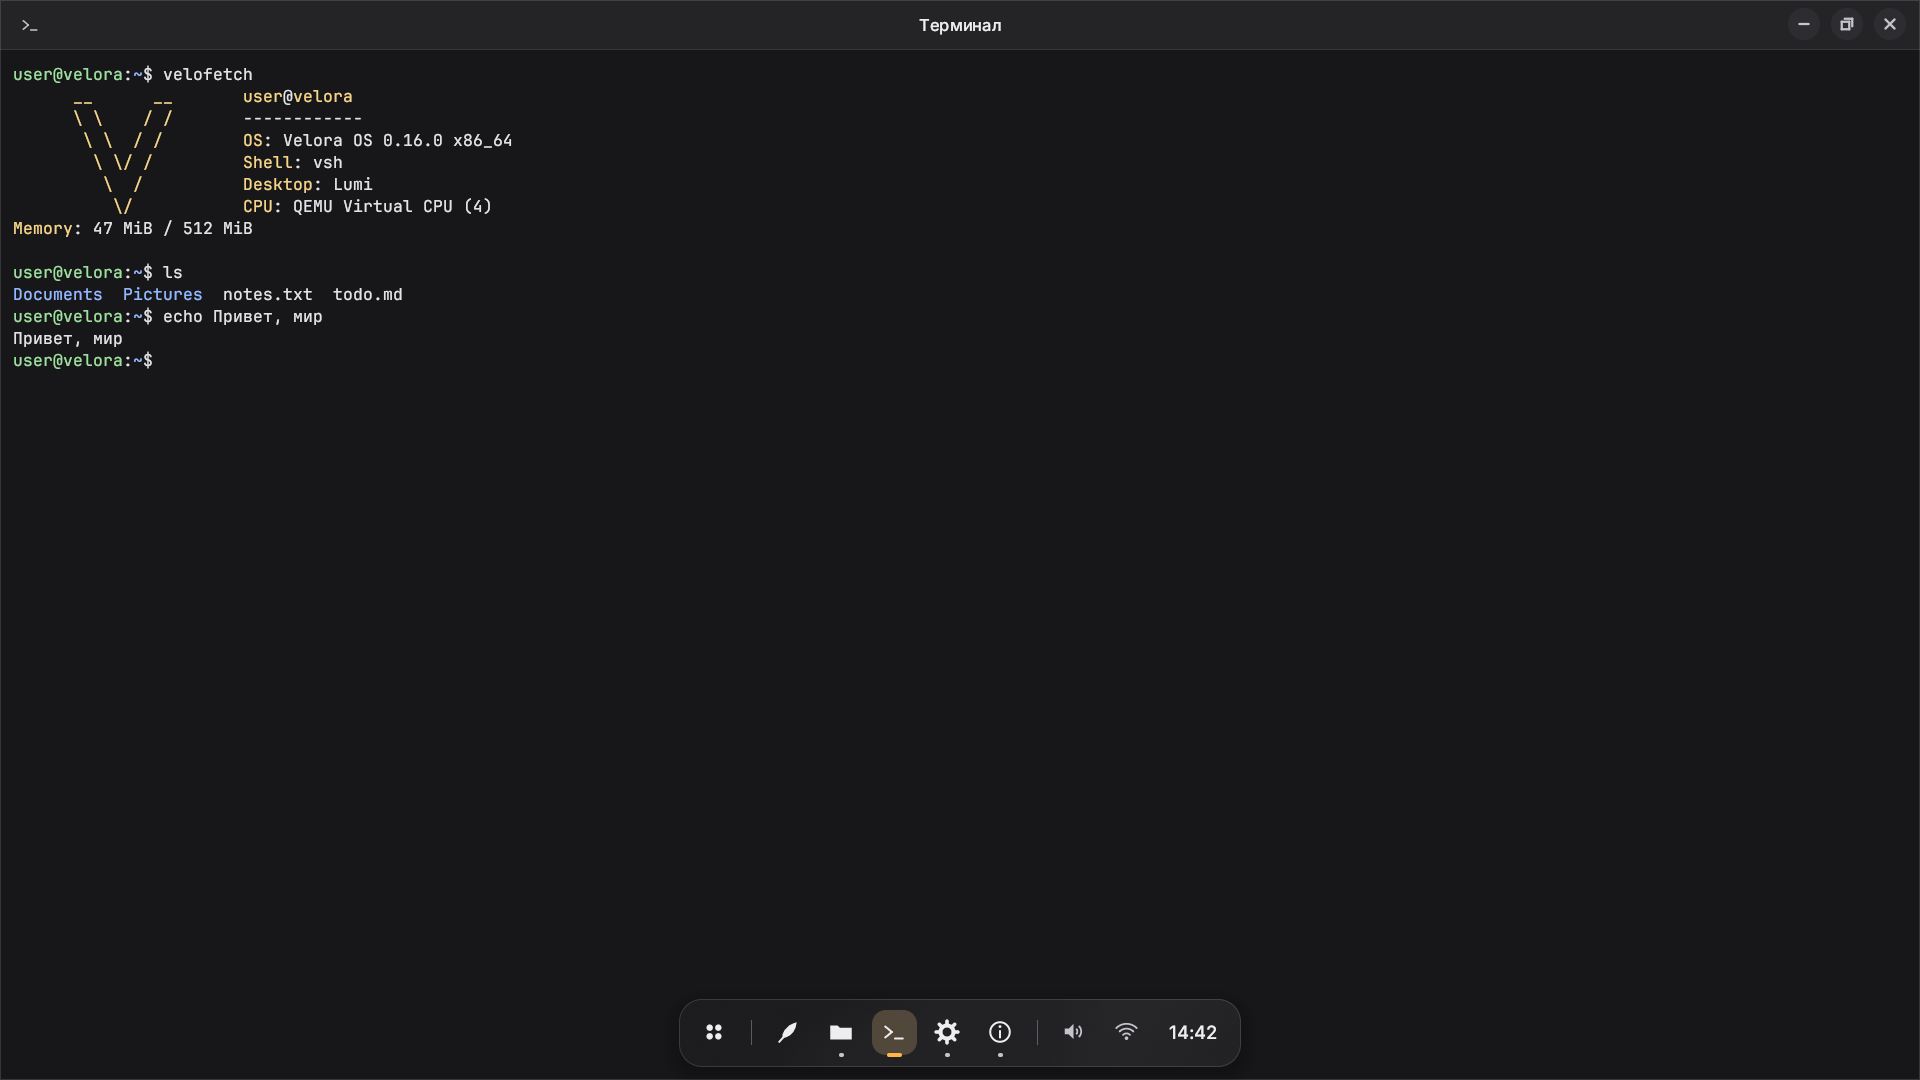 Терминал
user@velora:~$ velofetch
__      __       user@velora
\ \    / /       ------------
\ \  / /        OS: Velora OS 0.16.0 x86_64
\ \/ /         Shell: vsh
\  /          Desktop: Lumi
\/           CPU: QEMU Virtual CPU (4)
Memory: 47 MiB / 512 MiB
user@velora:~$ ls
Documents  Pictures  notes.txt  todo.md
user@velora:~$ echo Привет, мир
Привет, мир
user@velora:~$
14:42